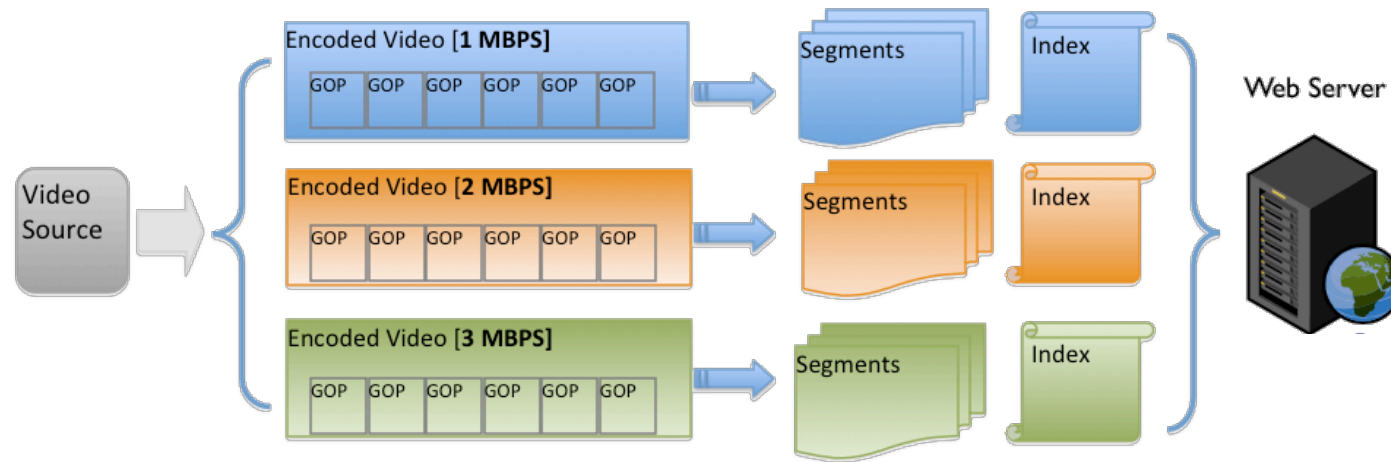 Video
Source
Encoded Video [1 MBPS]
GOP GOP GOP GOP GOP GOP
Segments
Index
Encoded Video [2 MBPS]
GOP GOP GOP GOP GOP GOP
Segments
Index
Encoded Video [3 MBPS]
GOP GOP GOP GOP GOP GOP
Segments
Index
Web Server